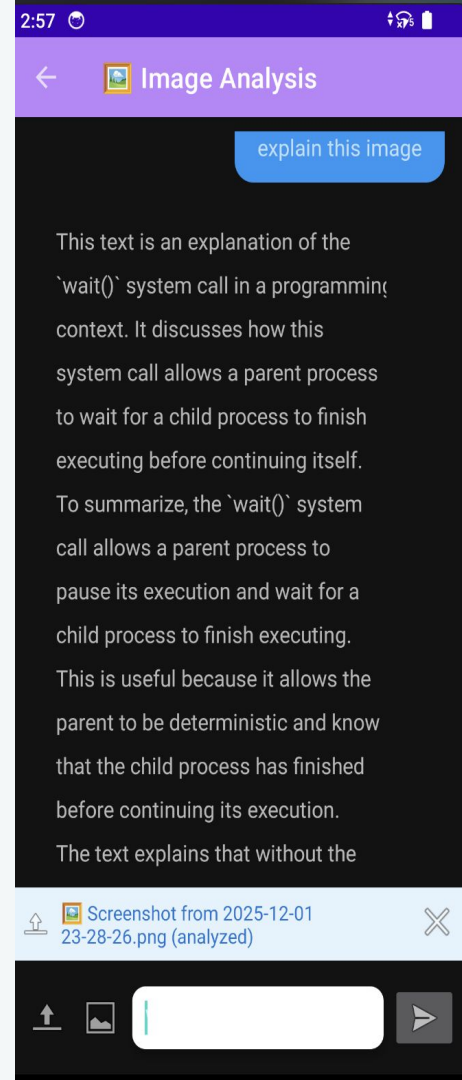 2:57
Image Analysis
explain this image
This text is an explanation of the
`wait()` system call in a programming
context. It discusses how this
system call allows a parent process
to wait for a child process to finish
executing before continuing itself.
To summarize, the `wait()` system
call allows a parent process to
pause its execution and wait for a
child process to finish executing.
This is useful because it allows the
parent to be deterministic and know
that the child process has finished
before continuing its execution.
The text explains that without the
Screenshot from 2025-12-01
23-28-26.png (analyzed)